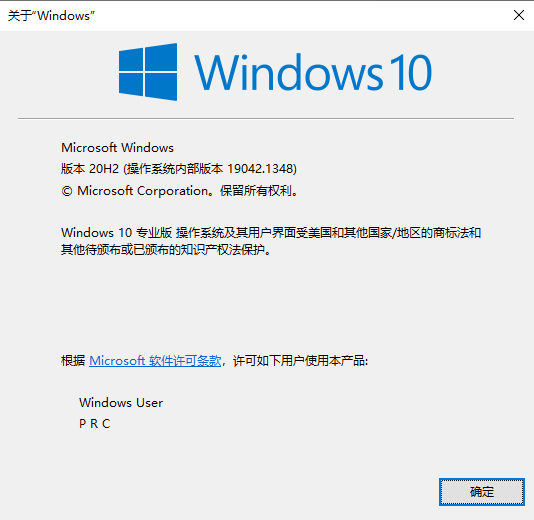 关于“Windows”
Windows 10
Microsoft Windows
版本 20H2 (操作系统内部版本 19042.1348)
© Microsoft Corporation。保留所有权利。
Windows 10 专业版 操作系统及其用户界面受美国和其他国家/地区的商标法和
其他待颁布或已颁布的知识产权法保护。
根据 Microsoft 软件许可条款，许可如下用户使用本产品:
Windows User
P R C
确定